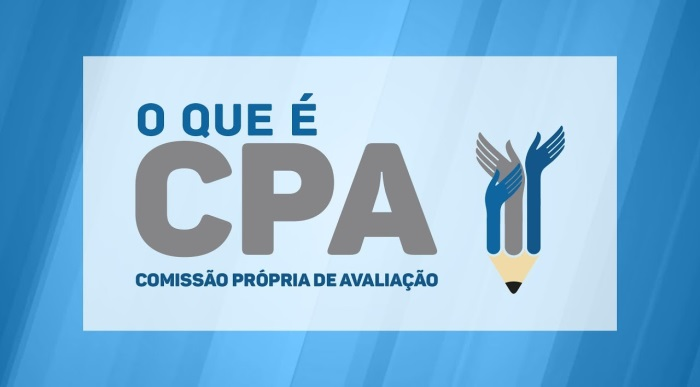 O QUE É
CPA
COMISSÃO PRÓPRIA DE AVALIAÇÃO